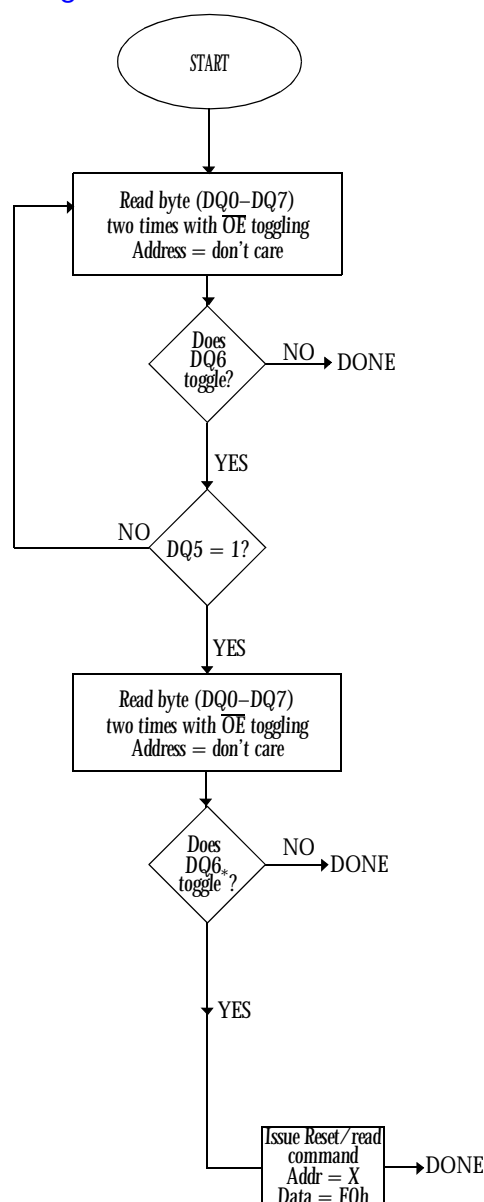 START
Read byte (DQ0–DQ7)
two times with OE toggling
Address = don't care
Does
DQ6
toggle?
NO
DONE
YES
NO
DQ5 = 1?
YES
Read byte (DQ0–DQ7)
two times with OE toggling
Address = don't care
Does
DQ6
toggle*?
NO
DONE
YES
Issue Reset/read
command
Addr = X
Data = F0h
DONE